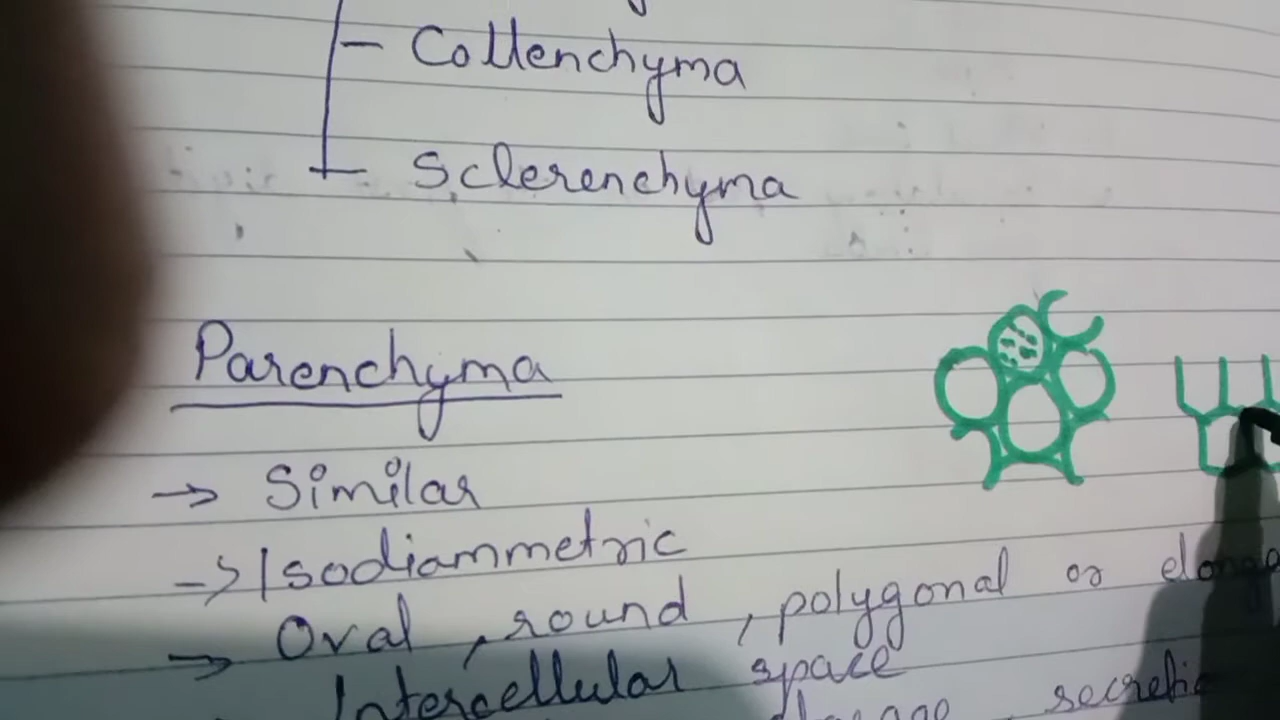 - Collenchyma
- Sclerenchyma
Parenchyma
→ Similar
→ Isodiammetric
→ Oval, round, polygonal or
Intercellular space